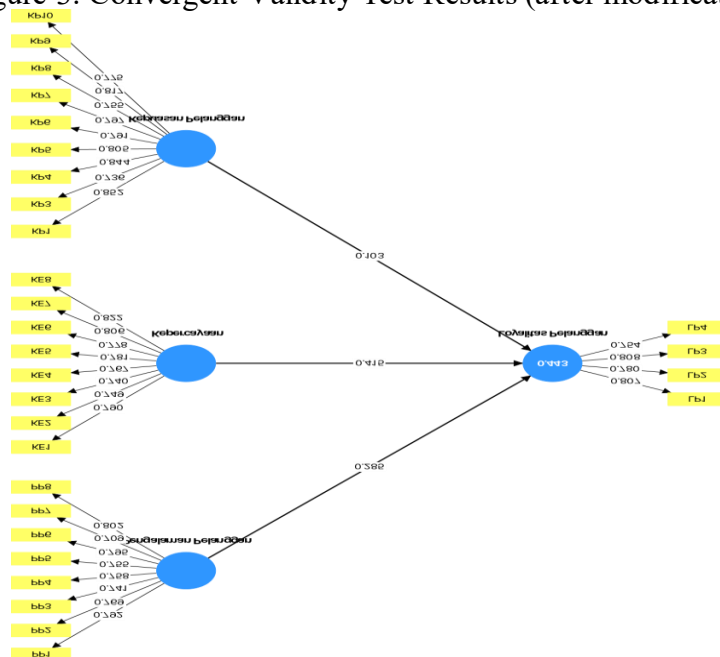 gure 3. Convergent Validity Test Results (after modificat
KP10
KP9
KP8
KP7
KP6
KP5
KP4
KP3
KP1
0.775
0.817
0.755
0.797
0.791
0.805
0.844
0.736
0.852
Kepuasan Pelanggan
0.103
KE8
KE7
KE6
KE5
KE4
KE3
KE2
KE1
0.822
0.806
0.778
0.781
0.767
0.740
0.749
0.790
Kepercayaan
0.415
Loyalitas Pelanggan
0.443
0.754
0.808
0.780
0.807
LP4
LP3
LP2
LP1
0.285
PP8
PP7
PP6
PP5
PP4
PP3
PP2
PP1
0.802
0.709
0.795
0.755
0.758
0.741
0.769
0.792
engalaman Pelanggan